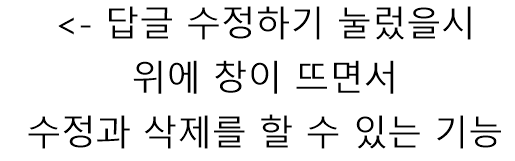 <- 답글 수정하기 눌렀을시
위에 창이 뜨면서
수정과 삭제를 할 수 있는 기능